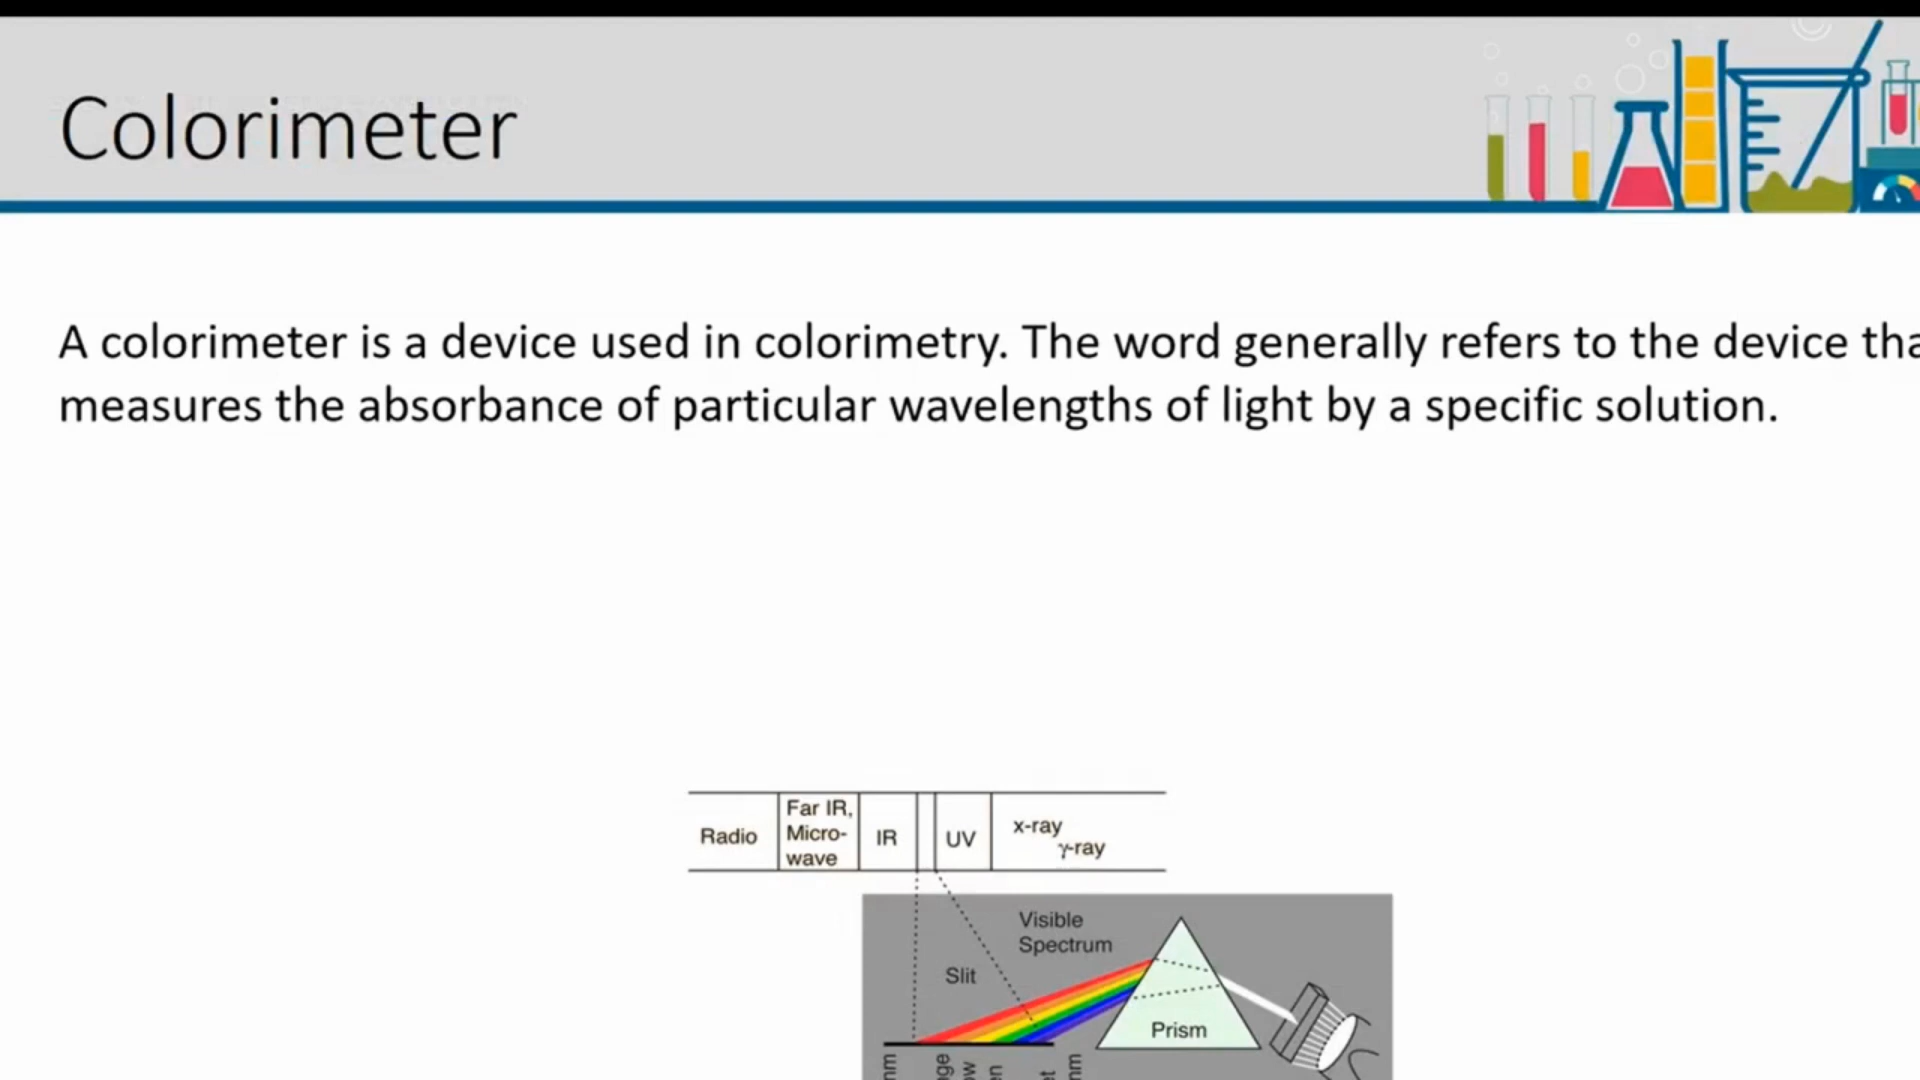 Colorimeter
A colorimeter is a device used in colorimetry. The word generally refers to the device
measures the absorbance of particular wavelengths of light by a specific solution.
Radio
Far IR,
Micro-
wave
IR
UV
x-ray
γ-ray
Visible
Spectrum
Slit
Prism
nm
nm